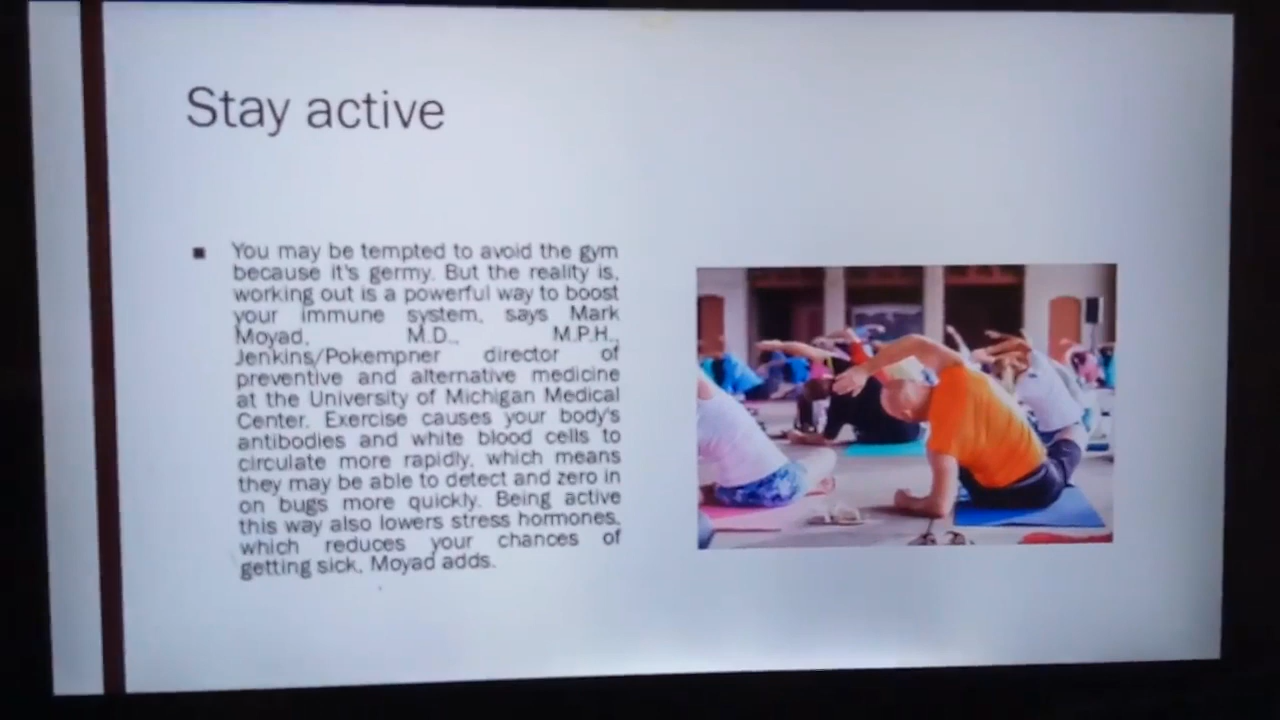 Stay active
You may be tempted to avoid the gym
because it's germy. But the reality is,
working out is a powerful way to boost
your immune system, says Mark
Moyad, M.D., M.P.H.,
Jenkins/Pokempner director of
preventive and alternative medicine
at the University of Michigan Medical
Center. Exercise causes your body's
antibodies and white blood cells to
circulate more rapidly, which means
they may be able to detect and zero in
on bugs more quickly. Being active
this way also lowers stress hormones,
which reduces your chances of
getting sick, Moyad adds.